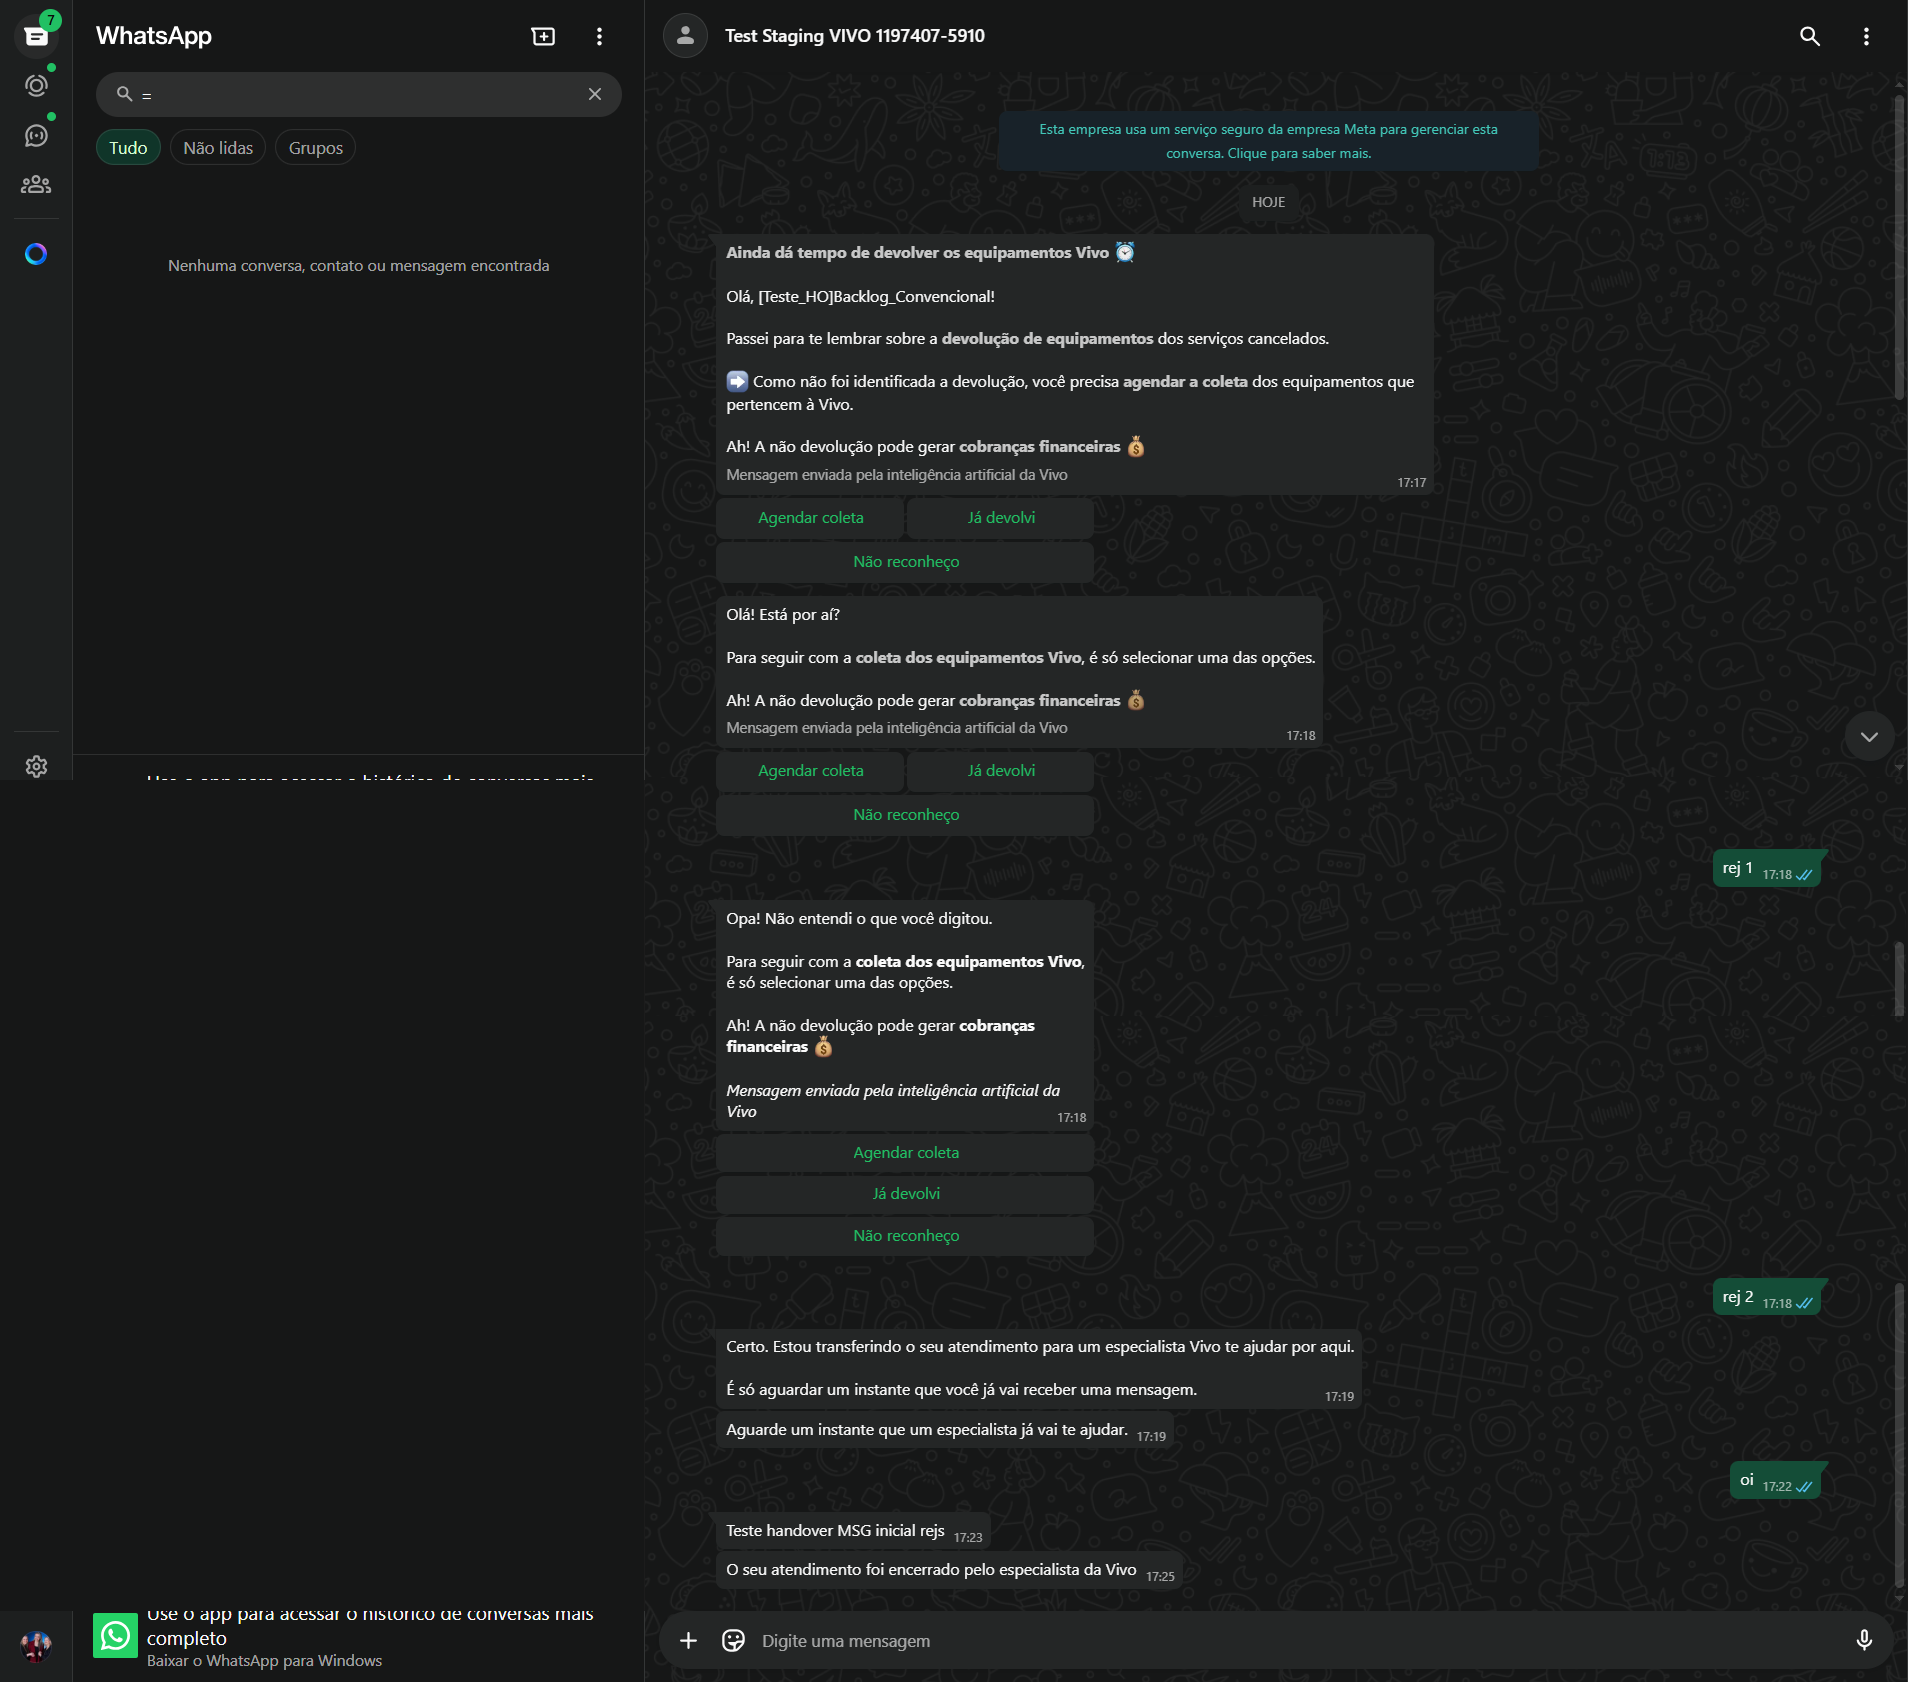 7
WhatsApp
=
Tudo
Não lidas
Grupos
Nenhuma conversa, contato ou mensagem encontrada
Use o app para acessar o histórico de conversas mais
completo
Baixar o WhatsApp para Windows
Test Staging VIVO 1197407-5910
Esta empresa usa um serviço seguro da empresa Meta para gerenciar esta
conversa. Clique para saber mais.
HOJE
Ainda dá tempo de devolver os equipamentos Vivo ⏰
Olá, [Teste_HO]Backlog_Convencional!
Passei para te lembrar sobre a devolução de equipamentos dos serviços cancelados.
➡️ Como não foi identificada a devolução, você precisa agendar a coleta dos equipamentos que
pertencem à Vivo.
Ah! A não devolução pode gerar cobranças financeiras 💰
Mensagem enviada pela inteligência artificial da Vivo
17:17
Agendar coleta
Já devolvi
Não reconheço
Olá! Está por aí?
Para seguir com a coleta dos equipamentos Vivo, é só selecionar uma das opções.
Ah! A não devolução pode gerar cobranças financeiras 💰
Mensagem enviada pela inteligência artificial da Vivo
17:18
Agendar coleta
Já devolvi
Não reconheço
rej 1 17:18
Opa! Não entendi o que você digitou.
Para seguir com a coleta dos equipamentos Vivo,
é só selecionar uma das opções.
Ah! A não devolução pode gerar cobranças
financeiras 💰
Mensagem enviada pela inteligência artificial da
Vivo
17:18
Agendar coleta
Já devolvi
Não reconheço
rej 2 17:18
Certo. Estou transferindo o seu atendimento para um especialista Vivo te ajudar por aqui.
É só aguardar um instante que você já vai receber uma mensagem.
17:19
Aguarde um instante que um especialista já vai te ajudar. 17:19
oi 17:22
Teste handover MSG inicial rejs 17:23
O seu atendimento foi encerrado pelo especialista da Vivo 17:25
Digite uma mensagem